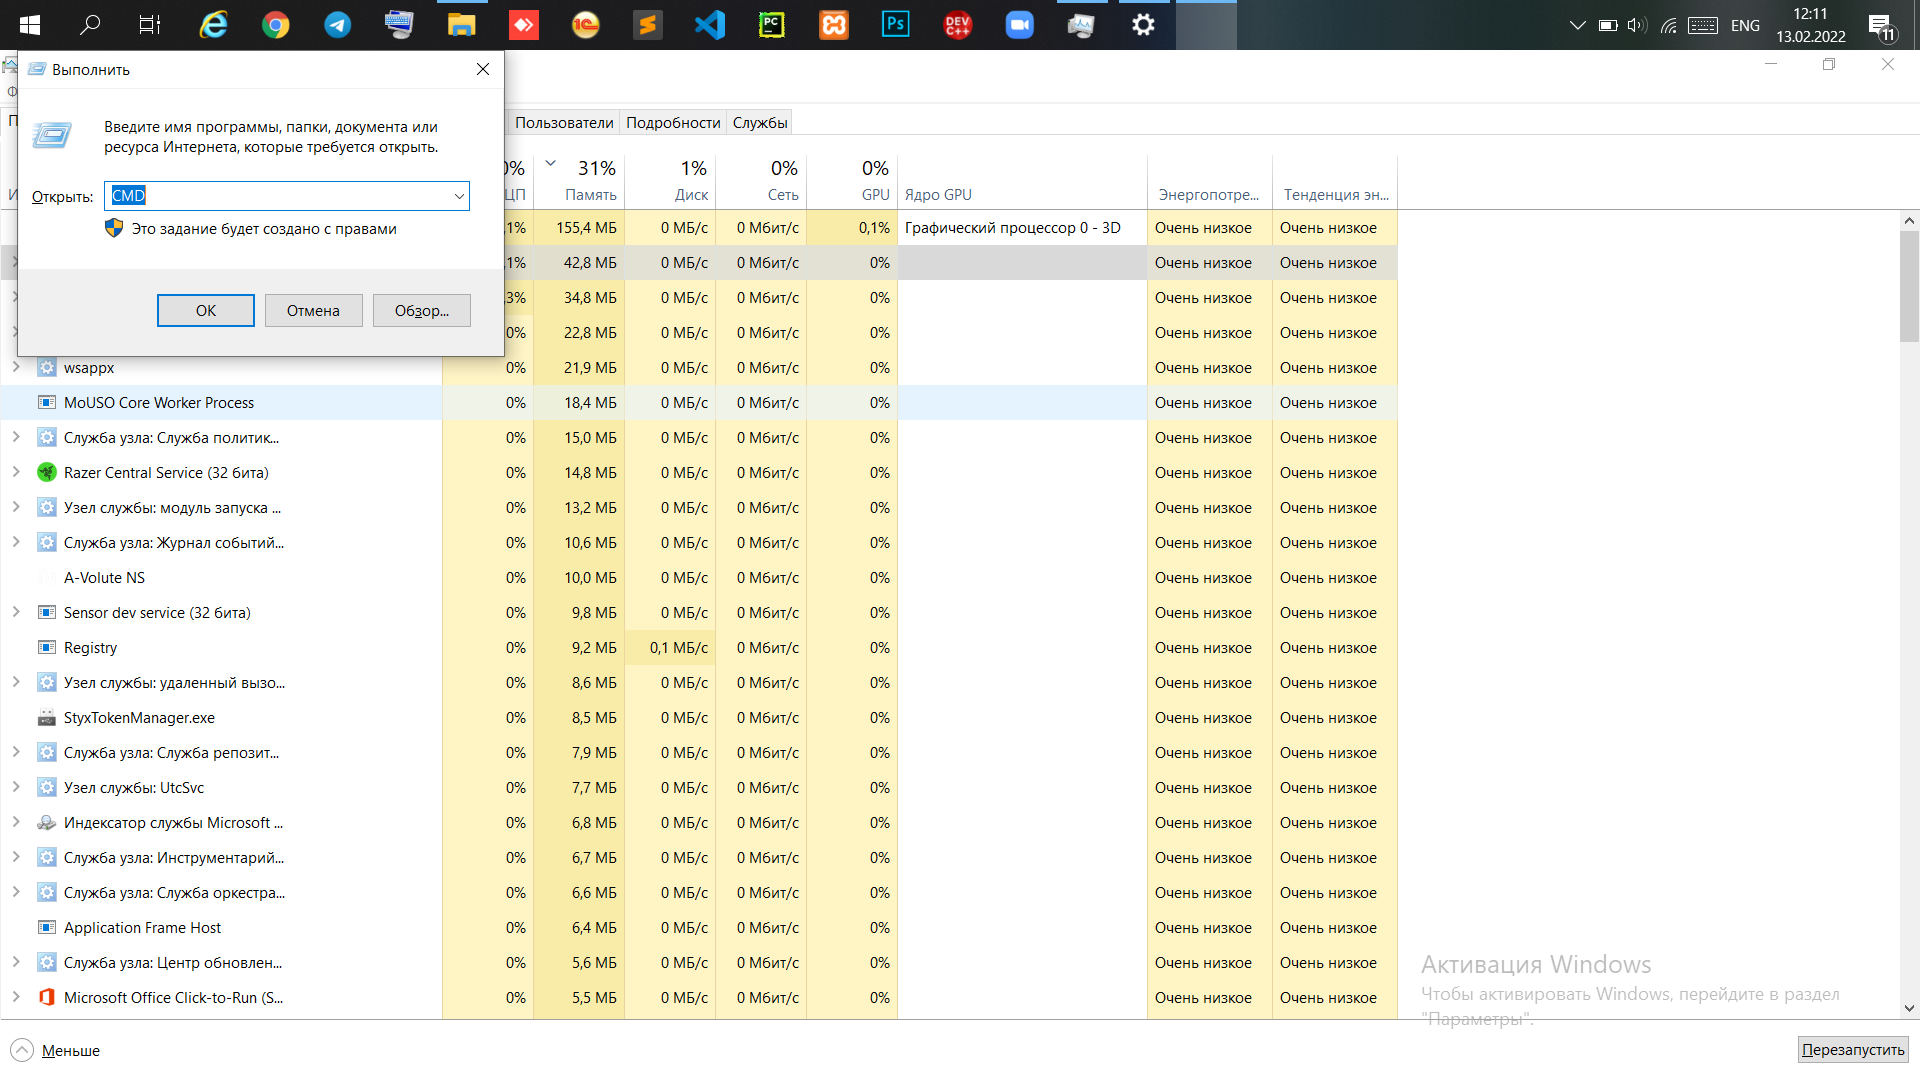 PC
Ps
DEV
C++
ENG
12:11
13.02.2022
11
Выполнить
Введите имя программы, папки, документа или
ресурса Интернета, которые требуется открыть.
Открыть: CMD
Это задание будет создано с правами
OK Отмена Обзор...
Ф
П
Пользователи Подробности Службы
0% 31% 1% 0% 0%
И ЦП Память Диск Сеть GPU Ядро GPU Энергопотре... Тенденция эн...
,1% 155,4 МБ 0 МБ/с 0 Мбит/с 0,1% Графический процессор 0 - 3D Очень низкое Очень низкое
,1% 42,8 МБ 0 МБ/с 0 Мбит/с 0% Очень низкое Очень низкое
,3% 34,8 МБ 0 МБ/с 0 Мбит/с 0% Очень низкое Очень низкое
0% 22,8 МБ 0 МБ/с 0 Мбит/с 0% Очень низкое Очень низкое
wsappx 0% 21,9 МБ 0 МБ/с 0 Мбит/с 0% Очень низкое Очень низкое
MoUSO Core Worker Process 0% 18,4 МБ 0 МБ/с 0 Мбит/с 0% Очень низкое Очень низкое
Служба узла: Служба политик... 0% 15,0 МБ 0 МБ/с 0 Мбит/с 0% Очень низкое Очень низкое
Razer Central Service (32 бита) 0% 14,8 МБ 0 МБ/с 0 Мбит/с 0% Очень низкое Очень низкое
Узел службы: модуль запуска ... 0% 13,2 МБ 0 МБ/с 0 Мбит/с 0% Очень низкое Очень низкое
Служба узла: Журнал событий... 0% 10,6 МБ 0 МБ/с 0 Мбит/с 0% Очень низкое Очень низкое
A-Volute NS 0% 10,0 МБ 0 МБ/с 0 Мбит/с 0% Очень низкое Очень низкое
Sensor dev service (32 бита) 0% 9,8 МБ 0 МБ/с 0 Мбит/с 0% Очень низкое Очень низкое
Registry 0% 9,2 МБ 0,1 МБ/с 0 Мбит/с 0% Очень низкое Очень низкое
Узел службы: удаленный вызо... 0% 8,6 МБ 0 МБ/с 0 Мбит/с 0% Очень низкое Очень низкое
StyxTokenManager.exe 0% 8,5 МБ 0 МБ/с 0 Мбит/с 0% Очень низкое Очень низкое
Служба узла: Служба репозит... 0% 7,9 МБ 0 МБ/с 0 Мбит/с 0% Очень низкое Очень низкое
Узел службы: UtcSvc 0% 7,7 МБ 0 МБ/с 0 Мбит/с 0% Очень низкое Очень низкое
Индексатор службы Microsoft ... 0% 6,8 МБ 0 МБ/с 0 Мбит/с 0% Очень низкое Очень низкое
Служба узла: Инструментарий... 0% 6,7 МБ 0 МБ/с 0 Мбит/с 0% Очень низкое Очень низкое
Служба узла: Служба оркестра... 0% 6,6 МБ 0 МБ/с 0 Мбит/с 0% Очень низкое Очень низкое
Application Frame Host 0% 6,4 МБ 0 МБ/с 0 Мбит/с 0% Очень низкое Очень низкое
Служба узла: Центр обновлен... 0% 5,6 МБ 0 МБ/с 0 Мбит/с 0% Очень низкое Очень низкое
Microsoft Office Click-to-Run (S... 0% 5,5 МБ 0 МБ/с 0 Мбит/с 0% Очень низкое Очень низкое
Активация Windows
Чтобы активировать Windows, перейдите в раздел
"Параметры".
Меньше
Перезапустить